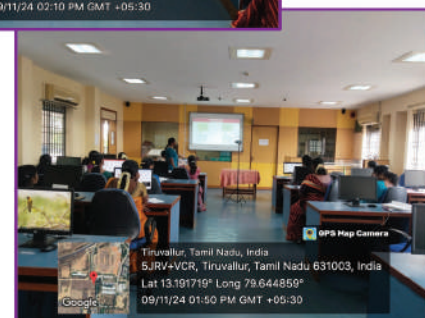 9/11/24 02:10 PM GMT +05:30
GPS Map Camera
Tiruvallur, Tamil Nadu, India
5JRV+VCR, Tiruvallur, Tamil Nadu 631003, India
Lat 13.191719° Long 79.644859°
09/11/24 01:50 PM GMT +05:30
Google